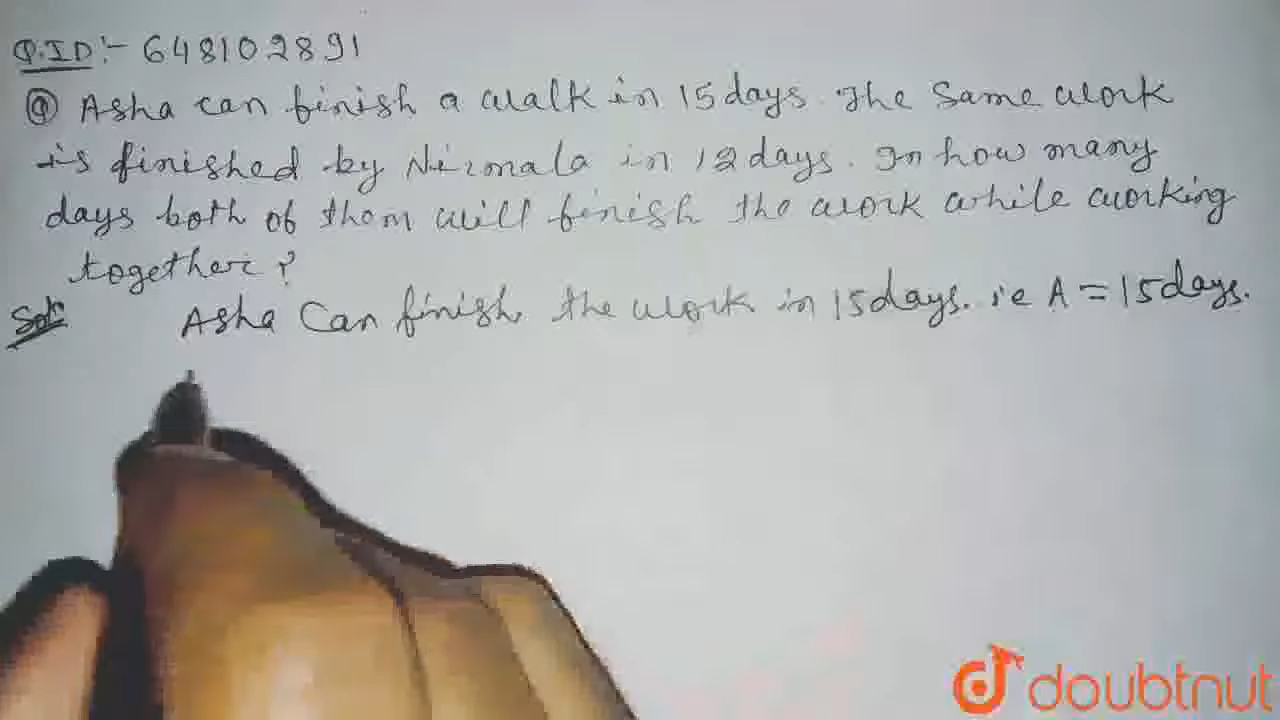 Q.ID:- 648102891
Q Asha can finish a walk in 15 days. The same work
is finished by Nirmala in 12 days. In how many
days both of them will finish the work while working
together?
Soln Asha Can finish the work in 15 days. ie A = 15 days.
doubtnut